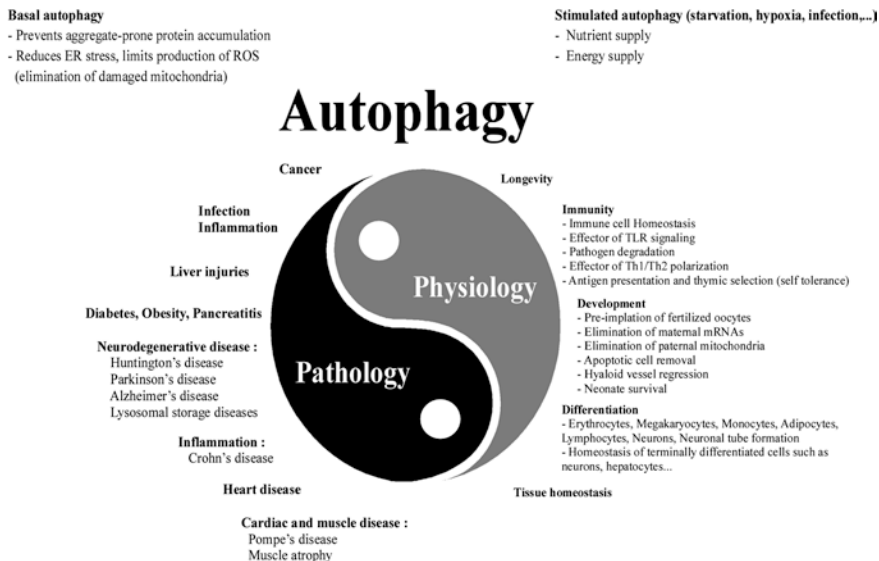 Basal autophagy
- Prevents aggregate-prone protein accumulation
- Reduces ER stress, limits production of ROS
(elimination of damaged mitochondria)
Stimulated autophagy (starvation, hypoxia, infection,...)
- Nutrient supply
- Energy supply
Autophagy
Cancer
Infection
Inflammation
Liver injuries
Diabetes, Obesity, Pancreatitis
Neurodegenerative disease :
Huntington's disease
Parkinson's disease
Alzheimer's disease
Lysosomal storage diseases
Inflammation :
Crohn's disease
Heart disease
Cardiac and muscle disease :
Pompe's disease
Muscle atrophy
Pathology
Physiology
Longevity
Immunity
- Immune cell Homeostasis
- Effector of TLR signaling
- Pathogen degradation
- Effector of Th1/Th2 polarization
- Antigen presentation and thymic selection (self tolerance)
Development
- Pre-implation of fertilized oocytes
- Elimination of maternal mRNAs
- Elimination of paternal mitochondria
- Apoptotic cell removal
- Hyaloid vessel regression
- Neonate survival
Differentiation
- Erythrocytes, Megakaryocytes, Monocytes, Adipocytes,
Lymphocytes, Neurons, Neuronal tube formation
- Homeostasis of terminally differentiated cells such as
neurons, hepatocytes...
Tissue homeostasis